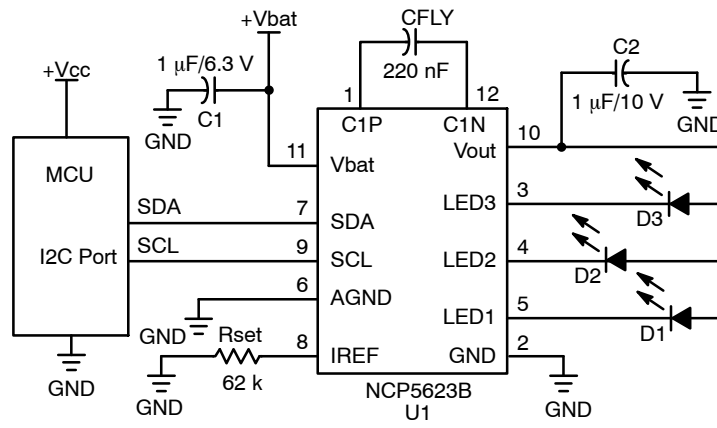 +Vbat
CFLY
220 nF
C2
1 μF/10 V
GND
+Vcc
1 μF/6.3 V
C1
GND
1
12
C1P
C1N
MCU
I2C Port
GND
SDA
SCL
11
Vbat
7
SDA
9
SCL
6
AGND
GND
8
IREF
Rset
62 k
GND
Vout
10
LED3
3
D3
LED2
4
D2
LED1
5
D1
GND
2
GND
NCP5623B
U1